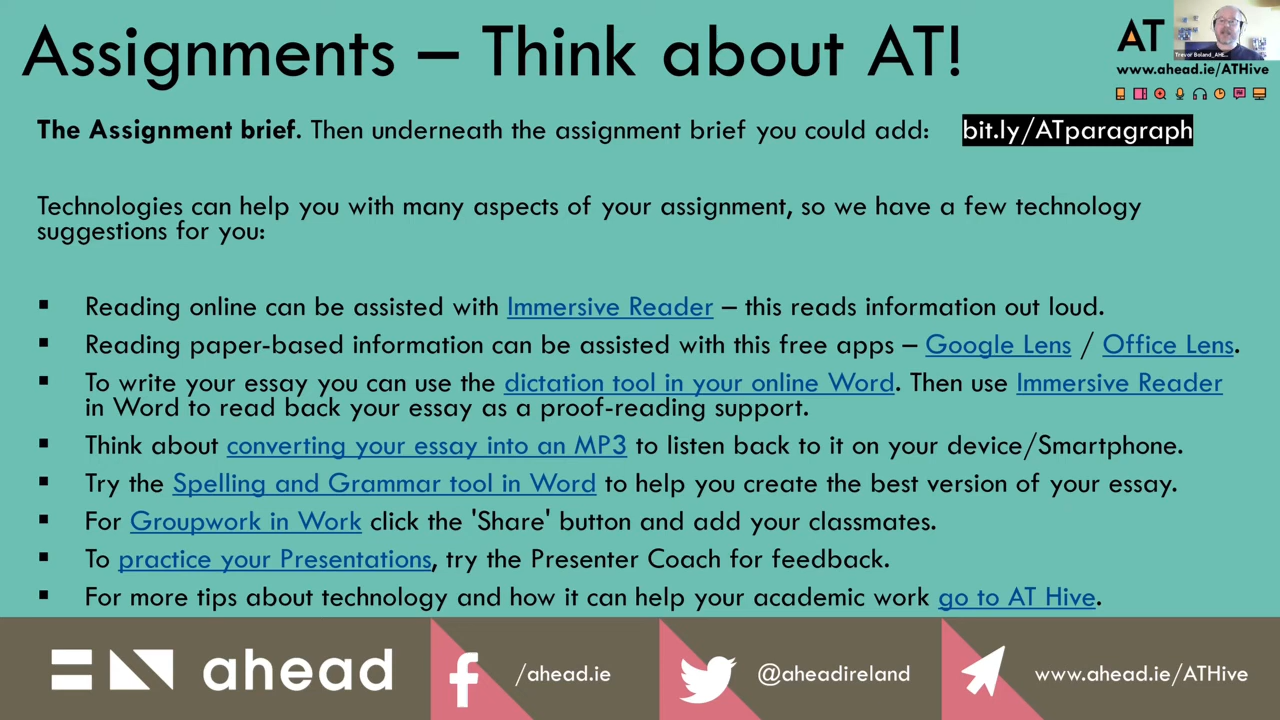 Assignments – Think about AT!
AT
Trevor Boland_AHE...
www.ahead.ie/ATHive
The Assignment brief. Then underneath the assignment brief you could add: bit.ly/ATparagraph
Technologies can help you with many aspects of your assignment, so we have a few technology
suggestions for you:
▪ Reading online can be assisted with Immersive Reader – this reads information out loud.
▪ Reading paper-based information can be assisted with this free apps – Google Lens / Office Lens.
▪ To write your essay you can use the dictation tool in your online Word. Then use Immersive Reader
in Word to read back your essay as a proof-reading support.
▪ Think about converting your essay into an MP3 to listen back to it on your device/Smartphone.
▪ Try the Spelling and Grammar tool in Word to help you create the best version of your essay.
▪ For Groupwork in Work click the 'Share' button and add your classmates.
▪ To practice your Presentations, try the Presenter Coach for feedback.
▪ For more tips about technology and how it can help your academic work go to AT Hive.
ahead
/ahead.ie
@aheadireland
www.ahead.ie/ATHive